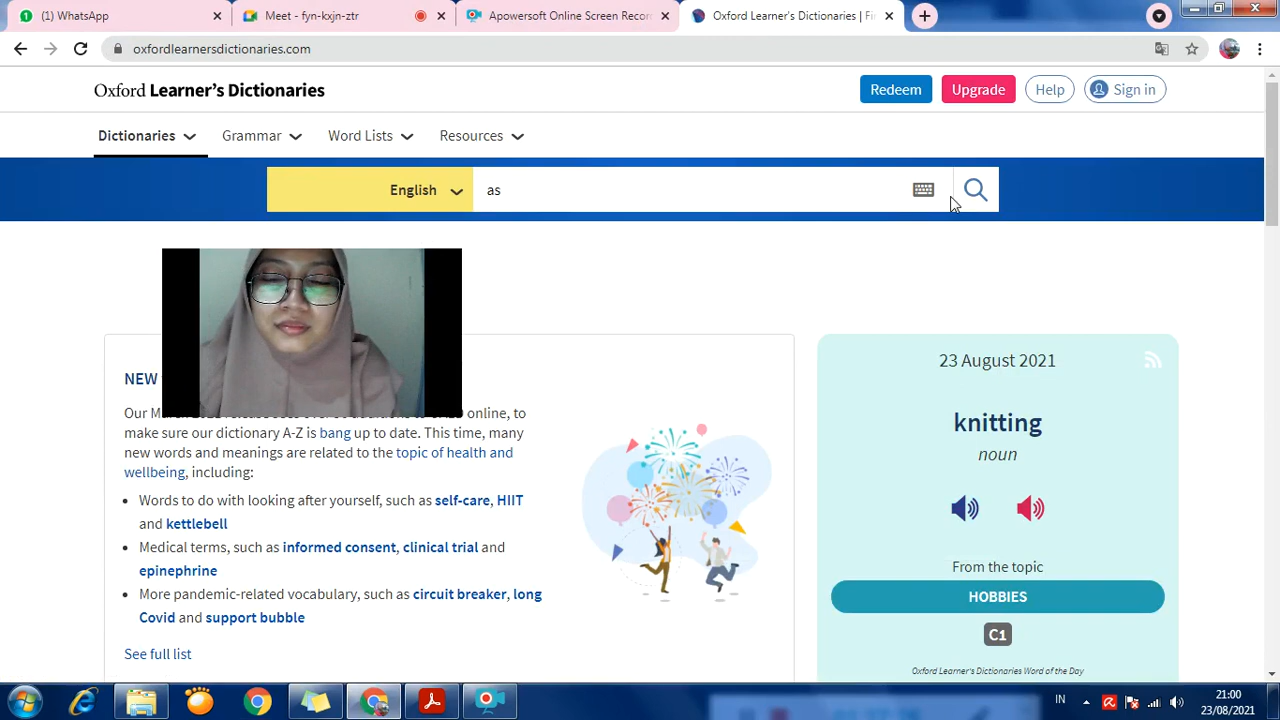 (1) WhatsApp
Meet - fyn-kxjn-ztr
Apowersoft Online Screen Recor
Oxford Learner's Dictionaries | Fi
oxfordlearnersdictionaries.com
Oxford Learner's Dictionaries
Redeem
Upgrade
Help
Sign in
Dictionaries
Grammar
Word Lists
Resources
English
as
NEW
Our
online, to
make sure our dictionary A-Z is bang up to date. This time, many
new words and meanings are related to the topic of health and
wellbeing, including:
• Words to do with looking after yourself, such as self-care, HIIT
and kettlebell
• Medical terms, such as informed consent, clinical trial and
epinephrine
• More pandemic-related vocabulary, such as circuit breaker, long
Covid and support bubble
See full list
23 August 2021
knitting
noun
From the topic
HOBBIES
C1
Oxford Learner's Dictionaries Word of the Day
IN
21:00
23/08/2021